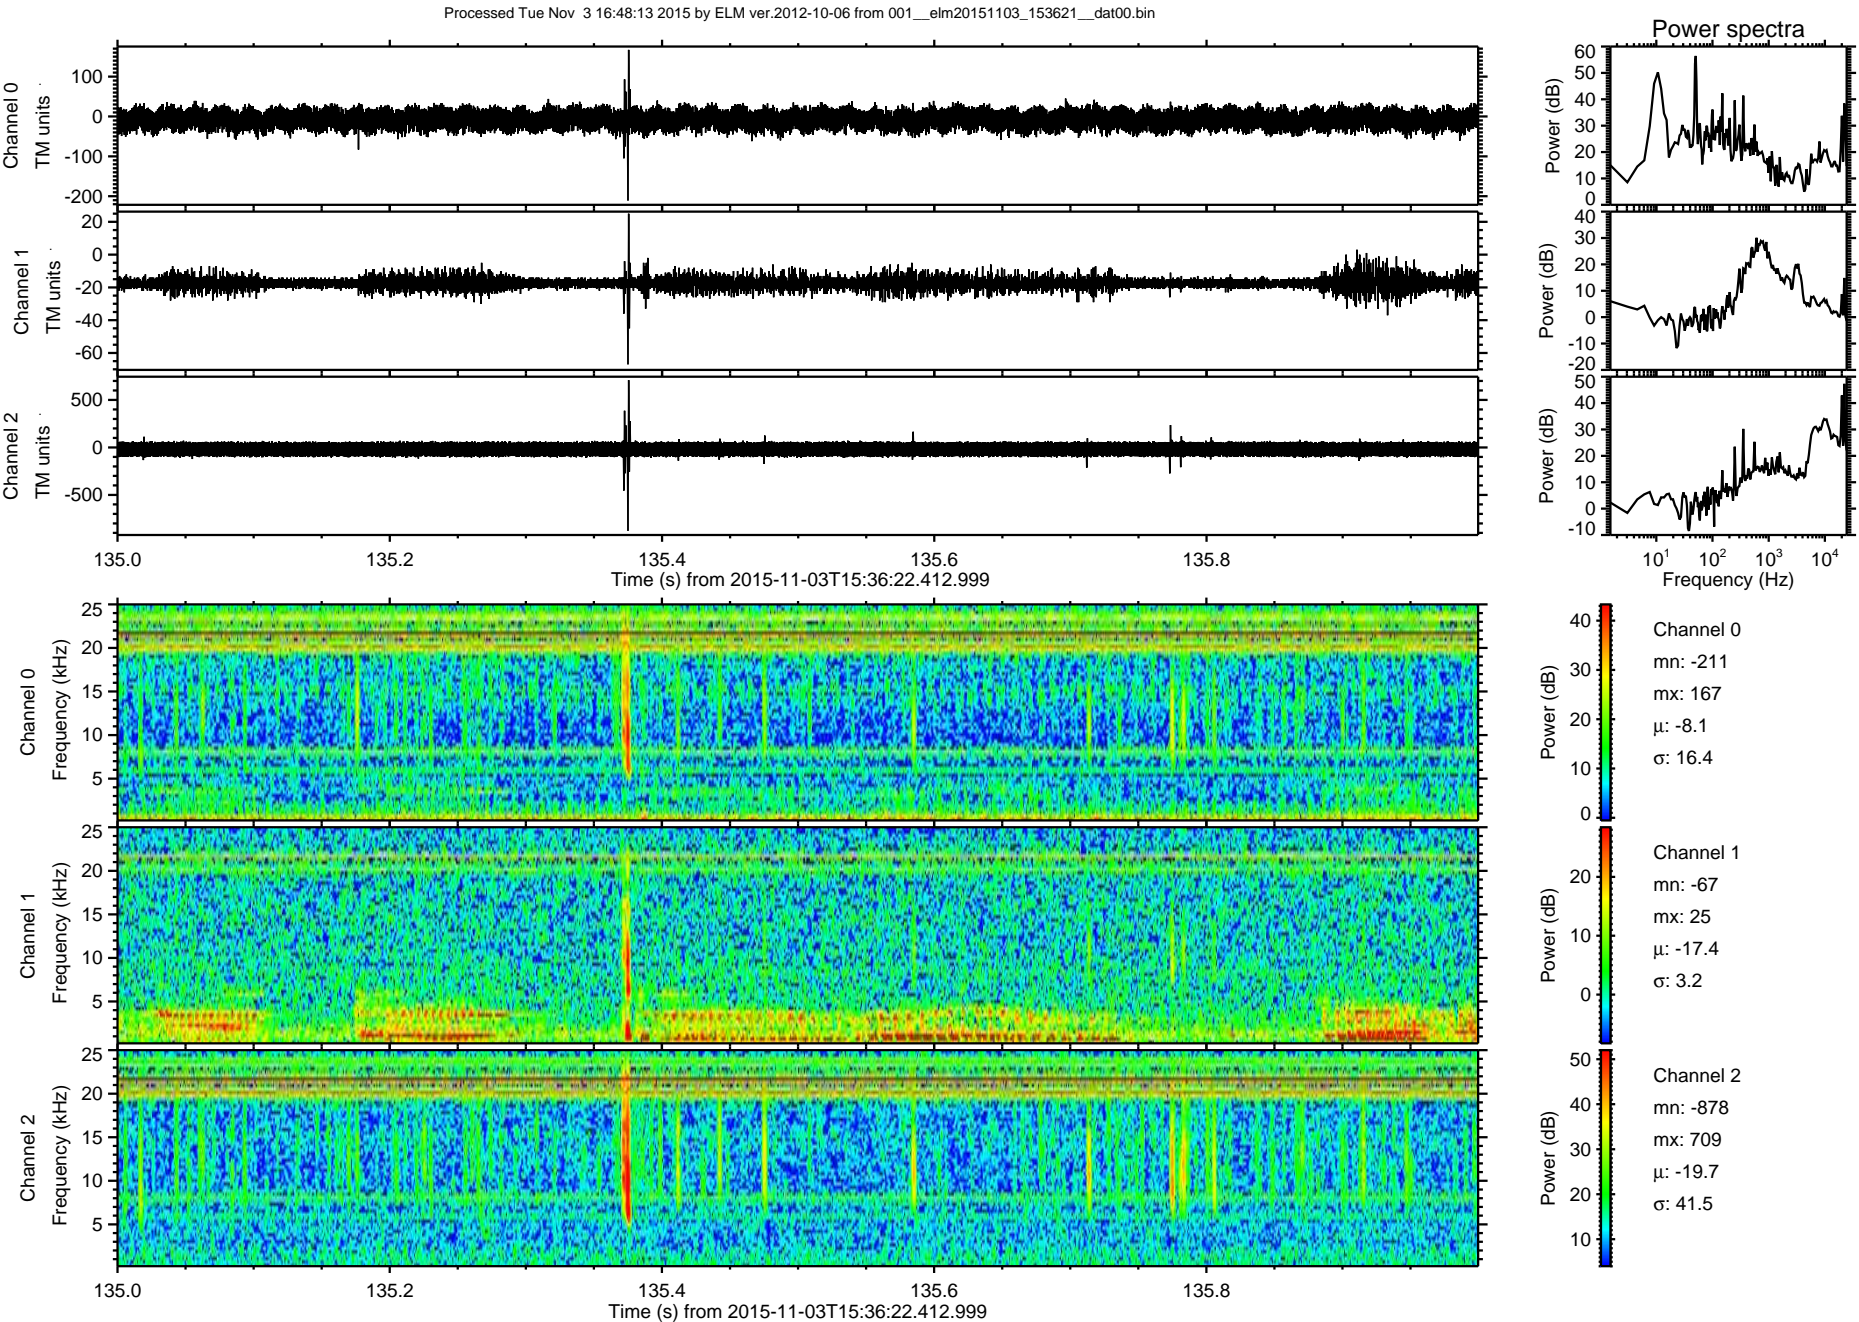 Processed Tue Nov  3 16:48:13 2015 by ELM ver.2012-10-06 from 001__elm20151103_153621__dat00.bin
Power spectra
Channel 0
TM units
100
0
-100
-200
Power (dB)
60
50
40
30
20
10
0
Channel 1
TM units
20
0
-20
-40
-60
Power (dB)
40
30
20
10
0
-10
-20
Channel 2
TM units
500
0
-500
Power (dB)
50
40
30
20
10
0
-10
135.0 135.2 135.4 135.6 135.8
Time (s) from 2015-11-03T15:36:22.412.999
10¹ 10² 10³ 10⁴
Frequency (Hz)
Channel 0
Frequency (kHz)
25
20
15
10
5
Power (dB)
40
30
20
10
0
Channel 0
mn: -211
mx: 167
µ: -8.1
σ: 16.4
Channel 1
Frequency (kHz)
25
20
15
10
5
Power (dB)
20
10
0
Channel 1
mn: -67
mx: 25
µ: -17.4
σ: 3.2
Channel 2
Frequency (kHz)
25
20
15
10
5
Power (dB)
50
40
30
20
10
Channel 2
mn: -878
mx: 709
µ: -19.7
σ: 41.5
135.0 135.2 135.4 135.6 135.8
Time (s) from 2015-11-03T15:36:22.412.999